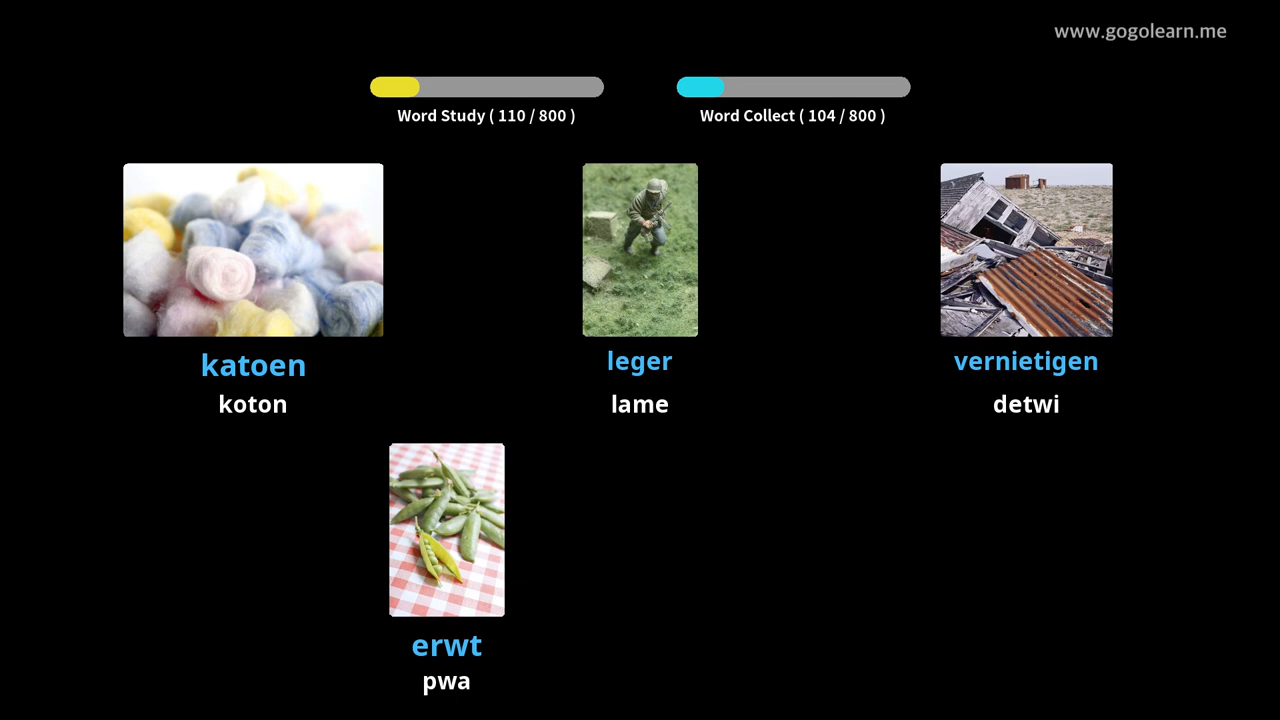 www.gogolearn.me
Word Study ( 110 / 800 )
Word Collect ( 104 / 800 )
katoen
koton
leger
lame
vernietigen
detwi
erwt
pwa